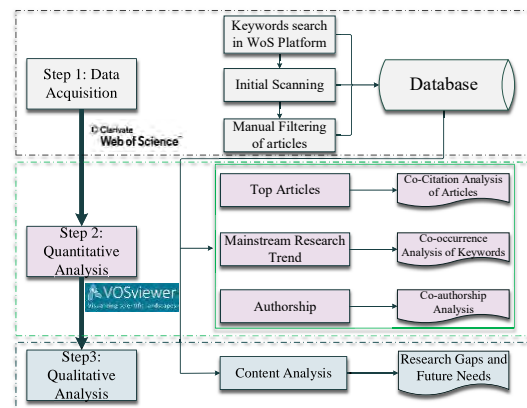 Keywords search
in WoS Platform
Step 1: Data
Acquisition
Initial Scanning
Database
Manual Filtering
of articles
Clarivate
Web of Science™
Top Articles
Co-Citation Analysis
of Articles
Step 2:
Quantitative
Analysis
Mainstream Research
Trend
Co-occurrence
Analysis of Keywords
VOSviewer
Visualizing scientific landscapes
Authorship
Co-authorship
Analysis
Step3:
Qualitative
Analysis
Content Analysis
Research Gaps and
Future Needs